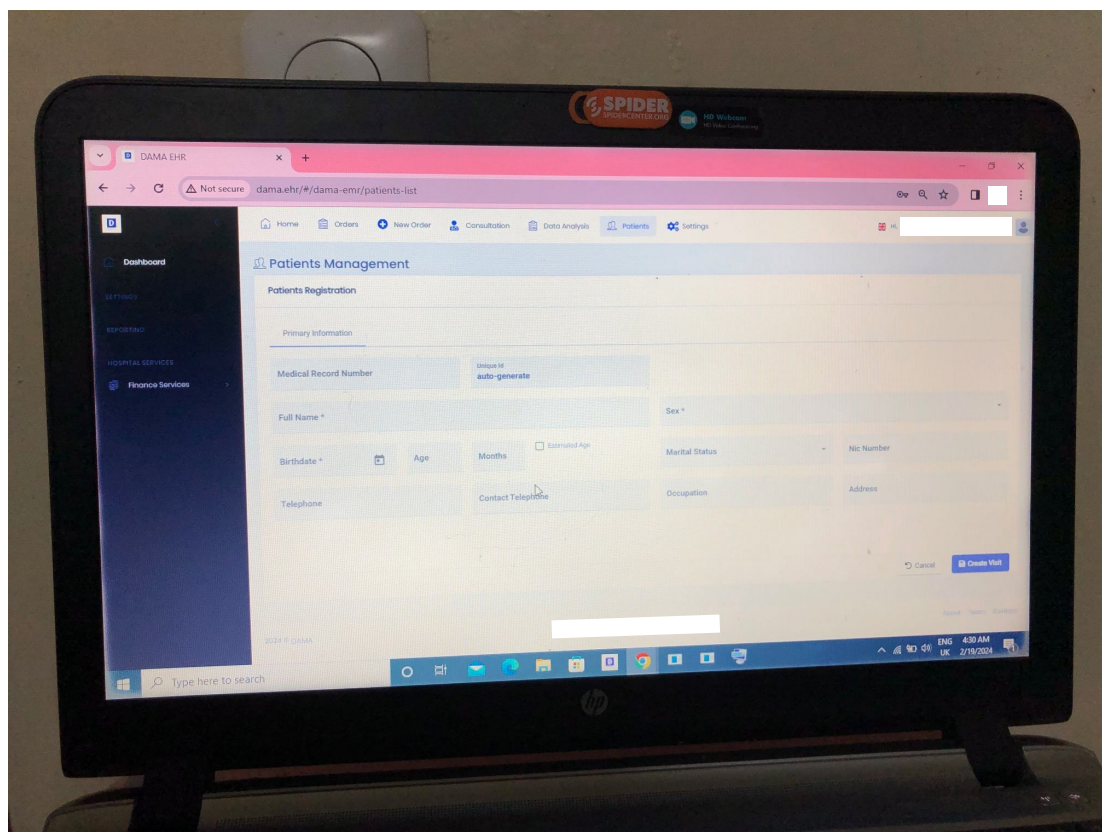 SPIDER
SPIDERCENTER.ORG
HD Webcam
HD Video Conferencing
DAMA EHR
Not secure dama.ehr/#/dama-emr/patients-list
D
Home Orders New Order Consultation Data Analysis Patients Settings
Hi,
Dashboard
SETTINGS
REPORTING
HOSPITAL SERVICES
Finance Services
Patients Management
Patients Registration
Primary Information
Medical Record Number
Unique Id
auto-generate
Full Name * Sex *
Birthdate * Age Months Estimated Age Marital Status Nic Number
Telephone Contact Telephone Occupation Address
Cancel Create Visit
2024 © DAMA
Type here to search
ENG 4:30 AM
UK 2/19/2024
hp